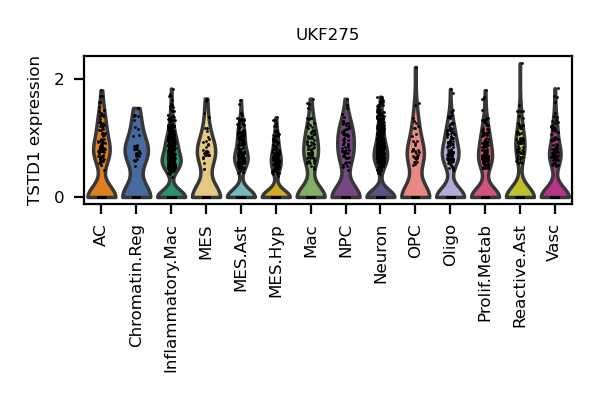 UKF275
TSTD1 expression
2
0
AC
Chromatin.Reg
Inflammatory.Mac
MES
MES.Ast
MES.Hyp
Mac
NPC
Neuron
OPC
Oligo
Prolif.Metab
Reactive.Ast
Vasc